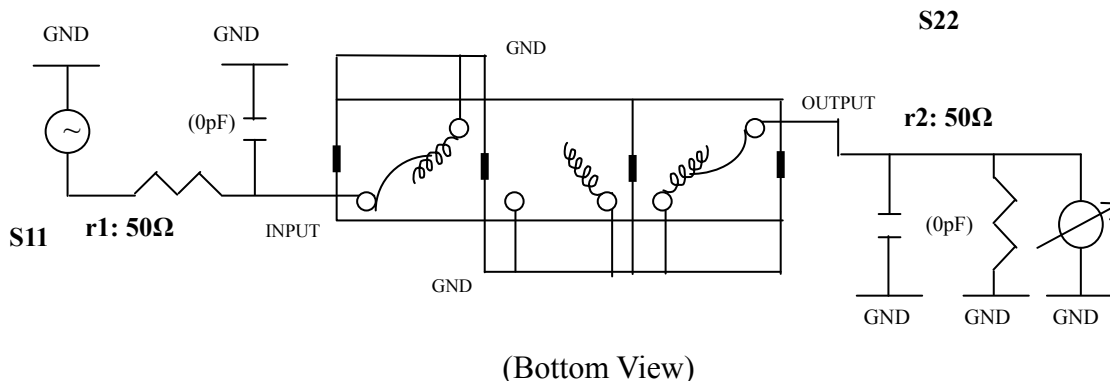 S22
GND
GND
GND
OUTPUT
r2: 50Ω
(0pF)
~
r1: 50Ω
S11
INPUT
(0pF)
GND
GND
GND
GND
(Bottom View)